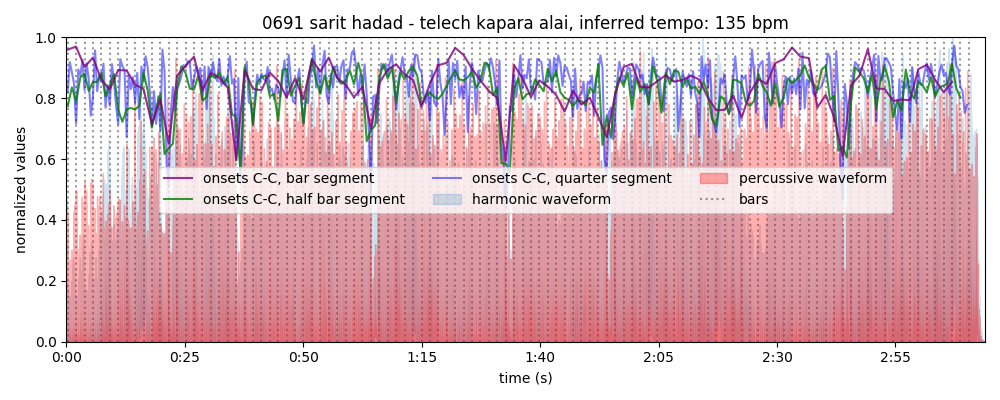 0691 sarit hadad - telech kapara alai, inferred tempo: 135 bpm
normalized values
1.0
0.8
0.6
0.4
0.2
0.0
onsets C-C, bar segment
onsets C-C, half bar segment
onsets C-C, quarter segment
harmonic waveform
percussive waveform
bars
0:00 0:25 0:50 1:15 1:40 2:05 2:30 2:55
time (s)